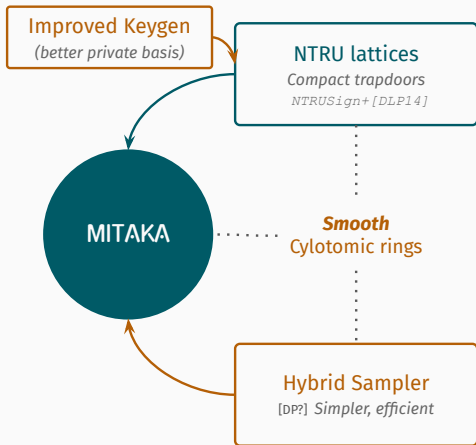 Improved Keygen
(better private basis)
NTRU lattices
Compact trapdoors
NTRUSign+[DLP14]
MITAKA
Smooth
Cylotomic rings
Hybrid Sampler
[DP?] Simpler, efficient